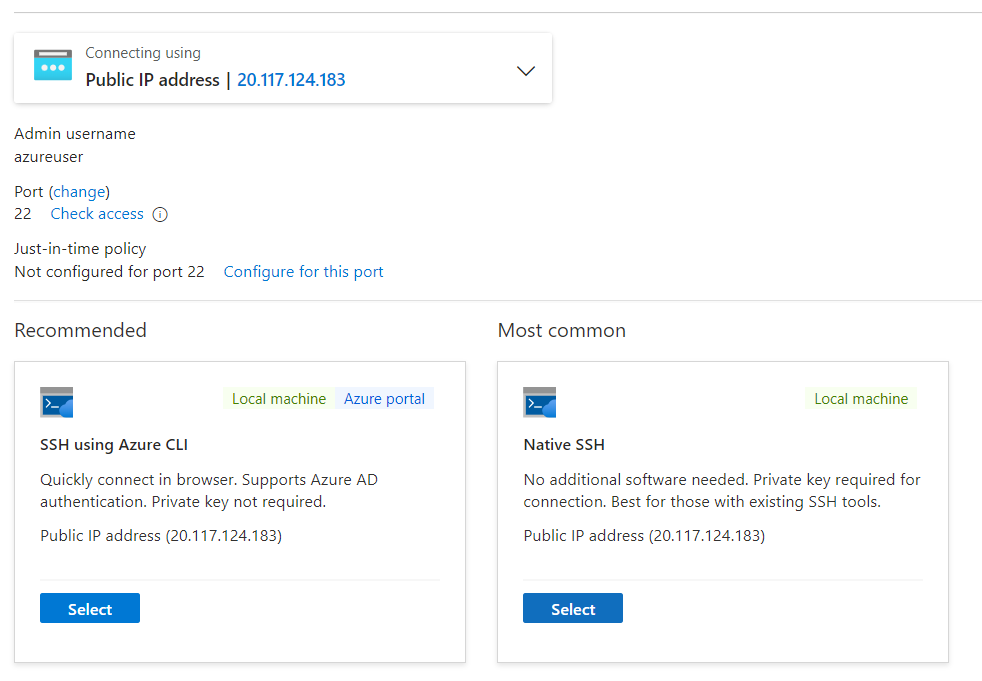 Connecting using
Public IP address | 20.117.124.183
Admin username
azureuser
Port (change)
22 Check access
Just-in-time policy
Not configured for port 22 Configure for this port
Recommended
Local machine Azure portal
SSH using Azure CLI
Quickly connect in browser. Supports Azure AD
authentication. Private key not required.
Public IP address (20.117.124.183)
Select
Most common
Local machine
Native SSH
No additional software needed. Private key required for
connection. Best for those with existing SSH tools.
Public IP address (20.117.124.183)
Select